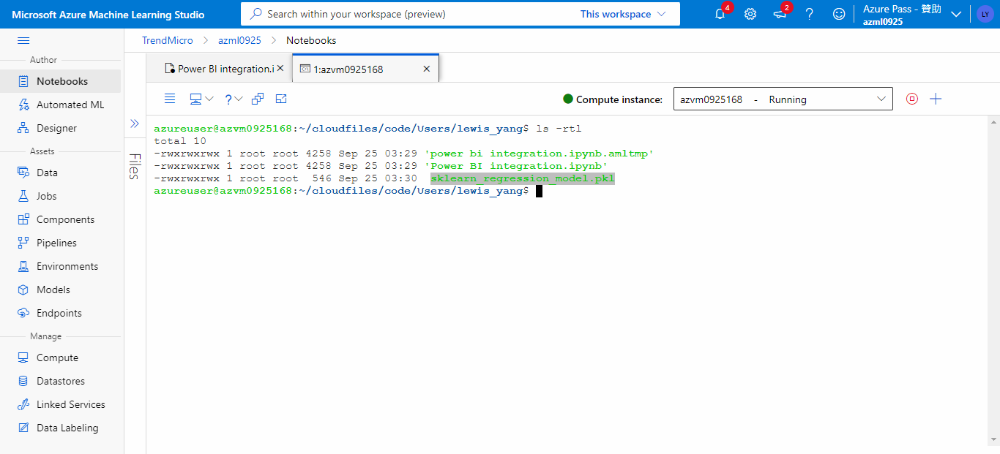 Microsoft Azure Machine Learning Studio
Search within your workspace (preview)
This workspace
4
2
Azure Pass - 贊助
azml0925
LY
TrendMicro > azml0925 > Notebooks
Author
Notebooks
Automated ML
Designer
Assets
Data
Jobs
Components
Pipelines
Environments
Models
Endpoints
Manage
Compute
Datastores
Linked Services
Data Labeling
Files
Power BI integration.i
1:azvm0925168
Compute instance:
azvm0925168 - Running
azureuser@azvm0925168:~/cloudfiles/code/Users/lewis_yang$ ls -rtl
total 10
-rwxrwxrwx 1 root root 4258 Sep 25 03:29 'power bi integration.ipynb.amltmp'
-rwxrwxrwx 1 root root 4258 Sep 25 03:29 'Power BI integration.ipynb'
-rwxrwxrwx 1 root root  546 Sep 25 03:30  sklearn_regression_model.pkl
azureuser@azvm0925168:~/cloudfiles/code/Users/lewis_yang$